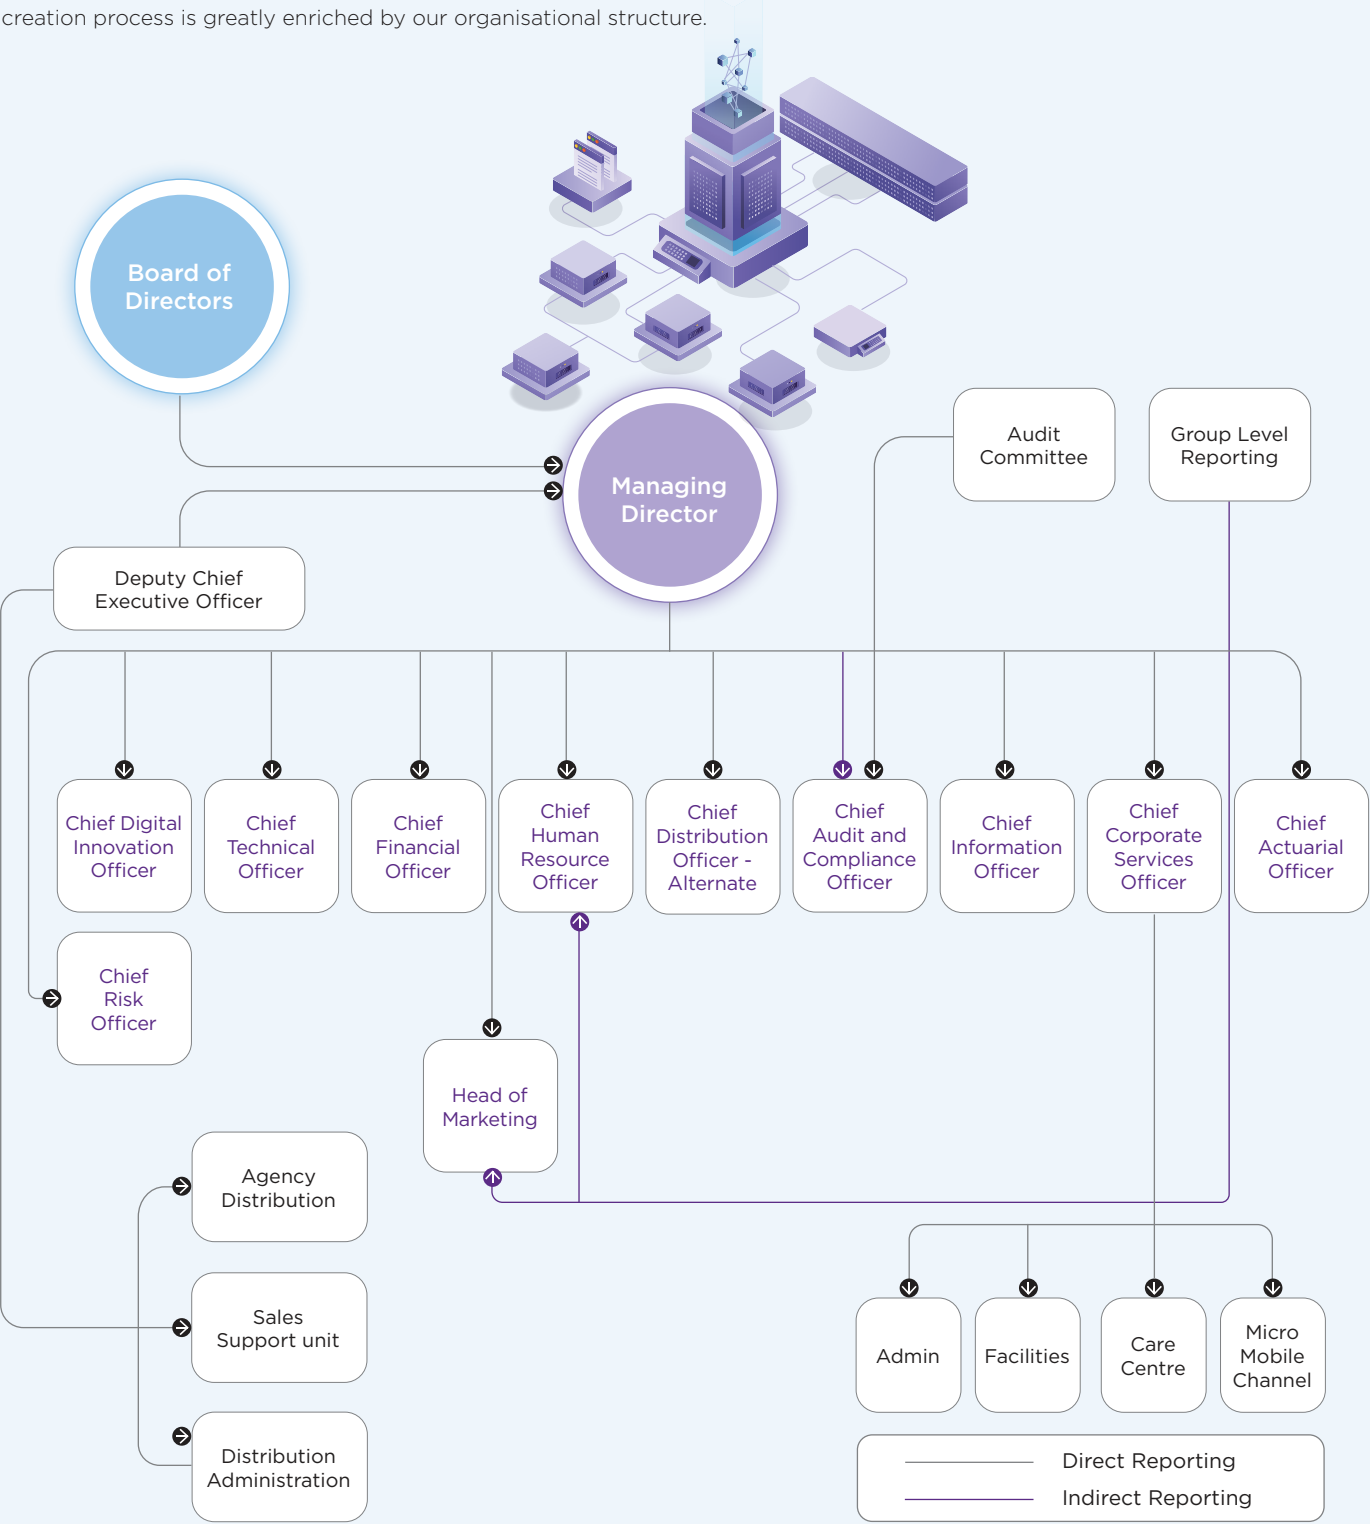 creation process is greatly enriched by our organisational structure.
Board of
Directors
Managing
Director
Audit
Committee
Group Level
Reporting
Deputy Chief
Executive Officer
Chief Digital
Innovation
Officer
Chief
Technical
Officer
Chief
Financial
Officer
Chief
Human
Resource
Officer
Chief
Distribution
Officer -
Alternate
Chief
Audit and
Compliance
Officer
Chief
Information
Officer
Chief
Corporate
Services
Officer
Chief
Actuarial
Officer
Chief
Risk
Officer
Head of
Marketing
Agency
Distribution
Sales
Support unit
Distribution
Administration
Admin
Facilities
Care
Centre
Micro
Mobile
Channel
Direct Reporting
Indirect Reporting